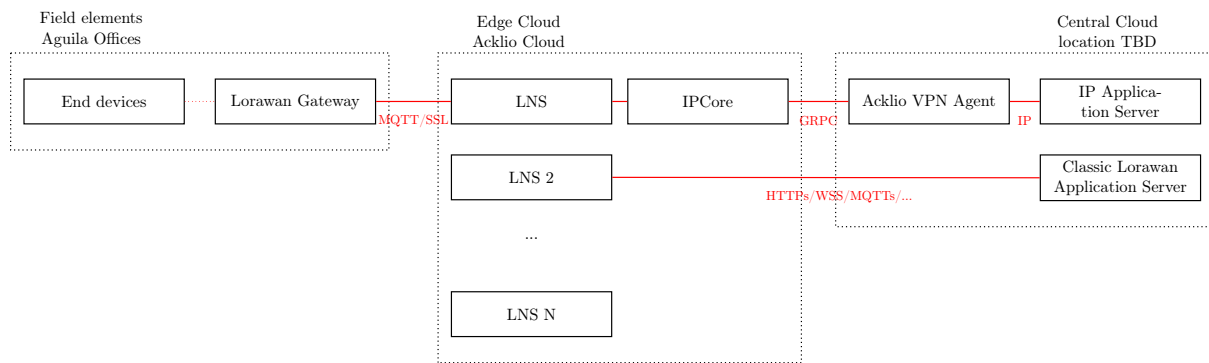 Field elements
Aguila Offices
Edge Cloud
Acklio Cloud
Central Cloud
location TBD
End devices
Lorawan Gateway
LNS
IPCore
Acklio VPN Agent
IP Applica-
tion Server
MQTT/SSL
GRPC
IP
LNS 2
Classic Lorawan
Application Server
HTTPs/WSS/MQTTs/...
...
LNS N